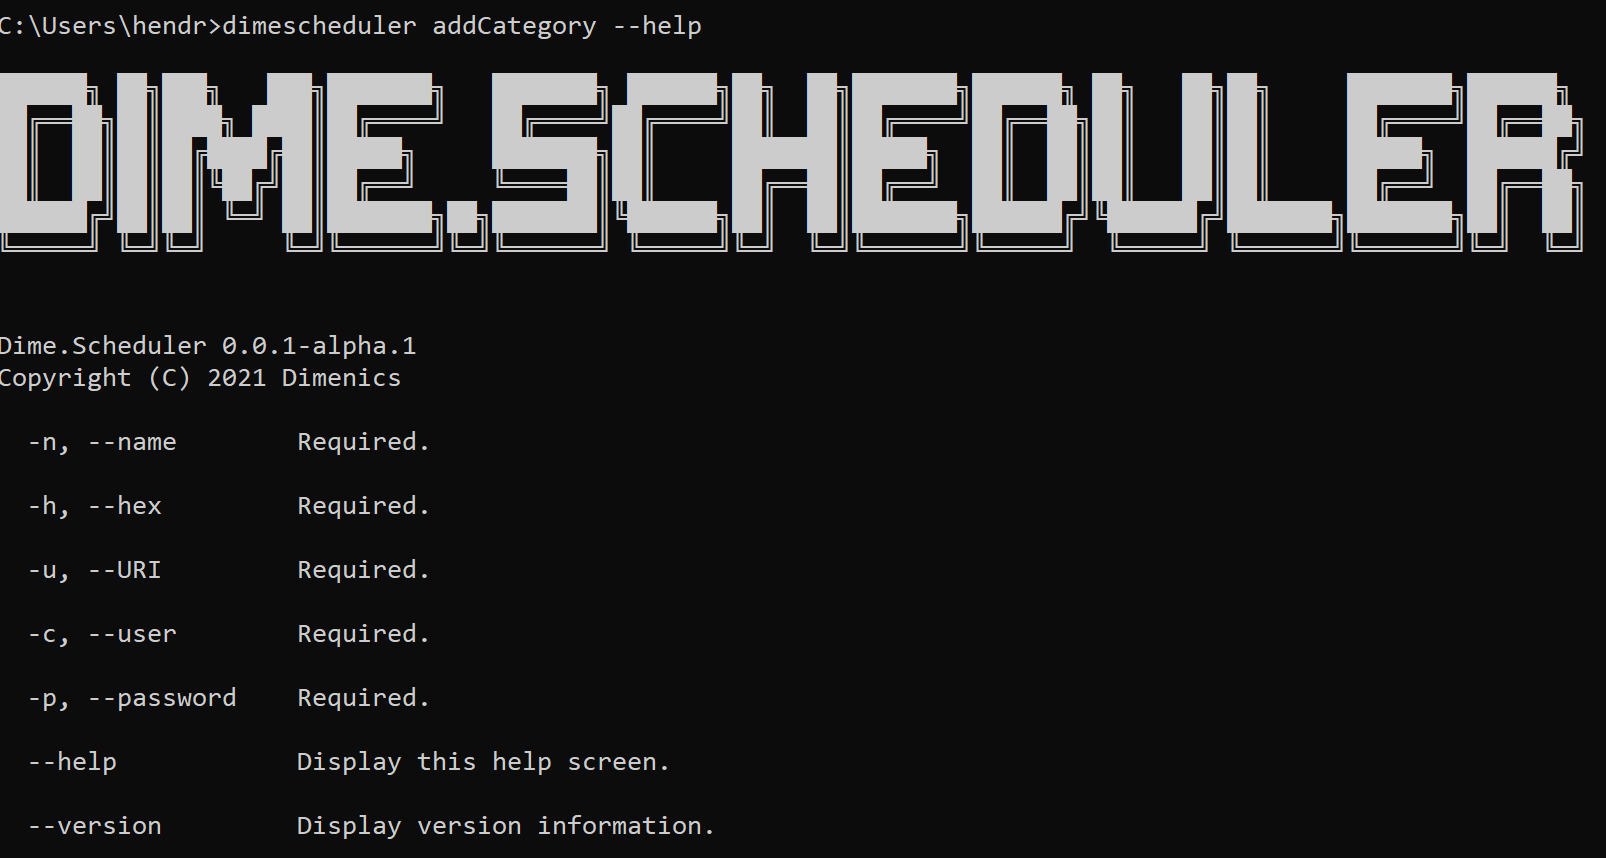 C:\Users\hendr>dimescheduler addCategory --help
DIME.SCHEDULER
Dime.Scheduler 0.0.1-alpha.1
Copyright (C) 2021 Dimenics
-n, --name Required.
-h, --hex Required.
-u, --URI Required.
-c, --user Required.
-p, --password Required.
--help Display this help screen.
--version Display version information.